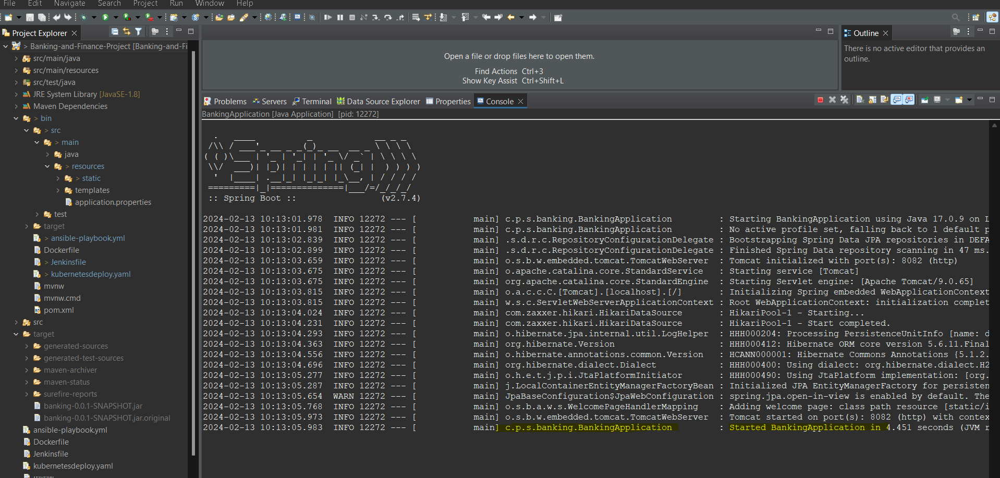 File Edit Navigate Search Project Run Window Help
Project Explorer
> Banking-and-Finance-Project [Banking-and-Fi
src/main/java
src/main/resources
src/test/java
JRE System Library [JavaSE-1.8]
Maven Dependencies
> bin
> src
> main
java
> resources
> static
templates
application.properties
test
target
> ansible-playbook.yml
Dockerfile
> Jenkinsfile
> kubernetesdeploy.yaml
mvnw
mvnw.cmd
pom.xml
src
target
generated-sources
generated-test-sources
maven-archiver
maven-status
surefire-reports
banking-0.0.1-SNAPSHOT.jar
banking-0.0.1-SNAPSHOT.jar.original
ansible-playbook.yml
Dockerfile
Jenkinsfile
kubernetesdeploy.yaml
mvnw
Open a file or drop files here to open them.
Find Actions Ctrl+3
Show Key Assist Ctrl+Shift+L
Outline
There is no active editor that provides an
outline.
Problems Servers Terminal Data Source Explorer Properties Console
BankingApplication [Java Application] [pid: 12272]
Spring
:: Spring Boot :: (v2.7.4)
2024-02-13 10:13:01.978 INFO 12272 --- [ main] c.p.s.banking.BankingApplication : Starting BankingApplication using Java 17.0.9 on L
2024-02-13 10:13:01.981 INFO 12272 --- [ main] c.p.s.banking.BankingApplication : No active profile set, falling back to 1 default p
2024-02-13 10:13:02.839 INFO 12272 --- [ main] .s.d.r.c.RepositoryConfigurationDelegate : Bootstrapping Spring Data JPA repositories in DEFA
2024-02-13 10:13:02.899 INFO 12272 --- [ main] .s.d.r.c.RepositoryConfigurationDelegate : Finished Spring Data repository scanning in 47 ms.
2024-02-13 10:13:03.659 INFO 12272 --- [ main] o.s.b.w.embedded.tomcat.TomcatWebServer : Tomcat initialized with port(s): 8082 (http)
2024-02-13 10:13:03.675 INFO 12272 --- [ main] o.apache.catalina.core.StandardService : Starting service [Tomcat]
2024-02-13 10:13:03.675 INFO 12272 --- [ main] org.apache.catalina.core.StandardEngine : Starting Servlet engine: [Apache Tomcat/9.0.65]
2024-02-13 10:13:03.815 INFO 12272 --- [ main] o.a.c.c.C.[Tomcat].[localhost].[/] : Initializing Spring embedded WebApplicationContext
2024-02-13 10:13:03.815 INFO 12272 --- [ main] w.s.c.ServletWebServerApplicationContext : Root WebApplicationContext: initialization complet
2024-02-13 10:13:04.024 INFO 12272 --- [ main] com.zaxxer.hikari.HikariDataSource : HikariPool-1 - Starting...
2024-02-13 10:13:04.231 INFO 12272 --- [ main] com.zaxxer.hikari.HikariDataSource : HikariPool-1 - Start completed.
2024-02-13 10:13:04.293 INFO 12272 --- [ main] o.hibernate.jpa.internal.util.LogHelper : HHH000204: Processing PersistenceUnitInfo [name: d
2024-02-13 10:13:04.363 INFO 12272 --- [ main] org.hibernate.Version : HHH000412: Hibernate ORM core version 5.6.11.Final
2024-02-13 10:13:04.556 INFO 12272 --- [ main] o.hibernate.annotations.common.Version : HCANN000001: Hibernate Commons Annotations {5.1.2.
2024-02-13 10:13:04.696 INFO 12272 --- [ main] org.hibernate.dialect.Dialect : HHH000400: Using dialect: org.hibernate.dialect.H2
2024-02-13 10:13:05.277 INFO 12272 --- [ main] o.h.e.t.j.p.i.JtaPlatformInitiator : HHH000490: Using JtaPlatform implementation: [org.
2024-02-13 10:13:05.287 INFO 12272 --- [ main] j.LocalContainerEntityManagerFactoryBean : Initialized JPA EntityManagerFactory for persisten
2024-02-13 10:13:05.654 WARN 12272 --- [ main] JpaBaseConfiguration$JpaWebConfiguration : spring.jpa.open-in-view is enabled by default. The
2024-02-13 10:13:05.768 INFO 12272 --- [ main] o.s.b.a.w.s.WelcomePageHandlerMapping : Adding welcome page: class path resource [static/i
2024-02-13 10:13:05.973 INFO 12272 --- [ main] o.s.b.w.embedded.tomcat.TomcatWebServer : Tomcat started on port(s): 8082 (http) with contex
2024-02-13 10:13:05.983 INFO 12272 --- [ main] c.p.s.banking.BankingApplication : Started BankingApplication in 4.451 seconds (JVM r